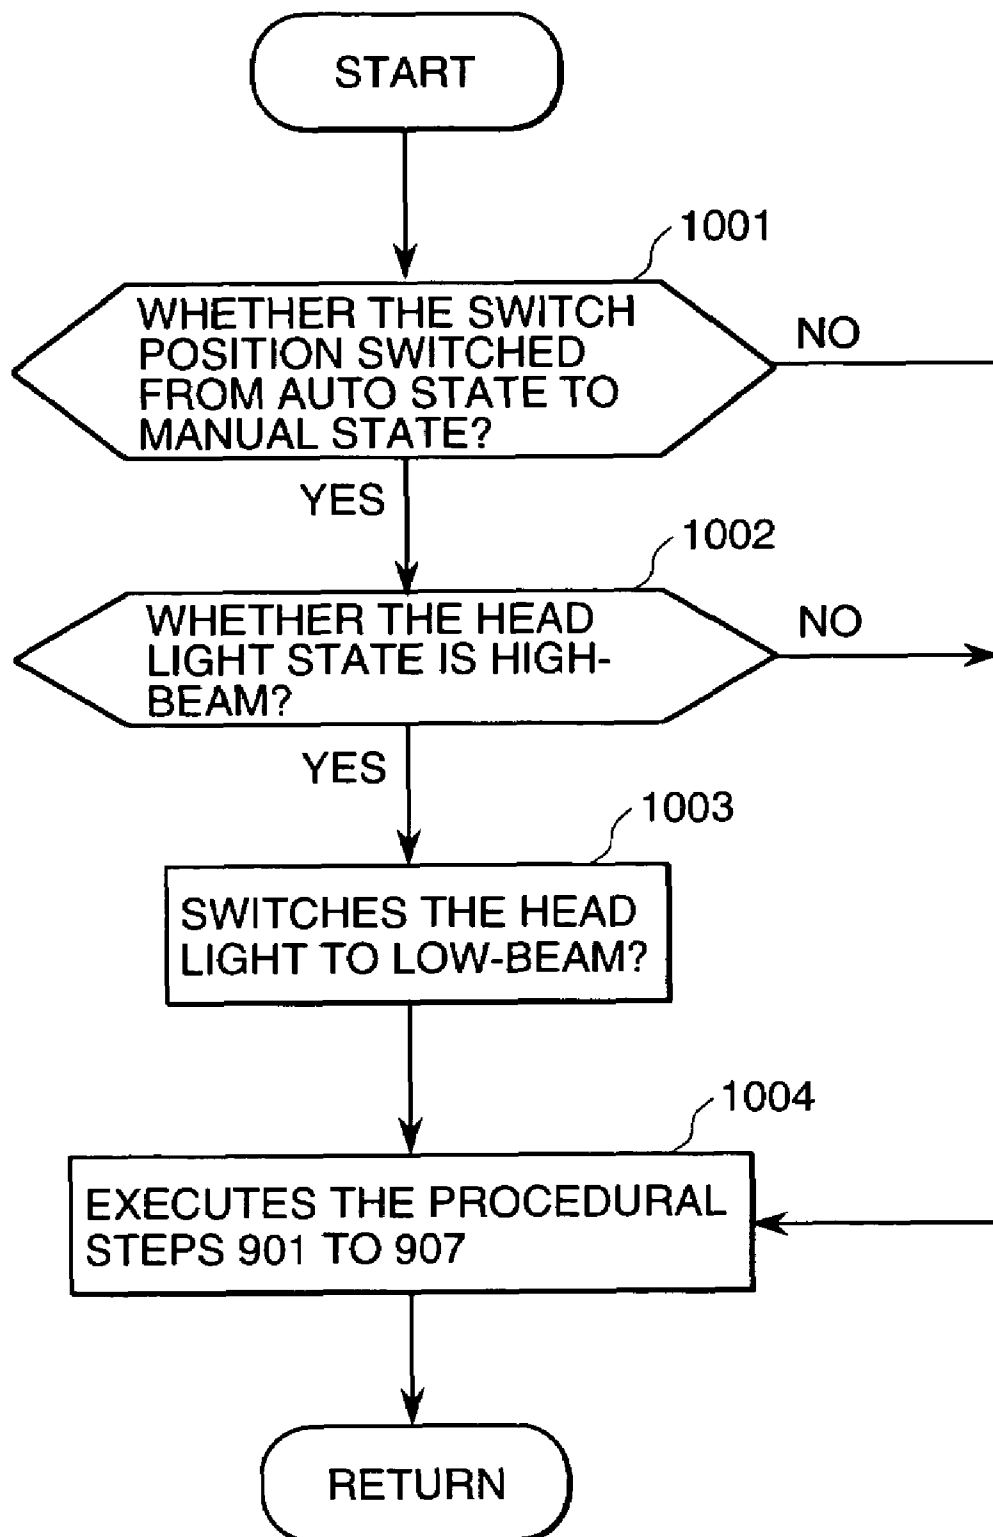 START
1001
WHETHER THE SWITCH
POSITION SWITCHED
FROM AUTO STATE TO
MANUAL STATE?
NO
YES
1002
WHETHER THE HEAD
LIGHT STATE IS HIGH-
BEAM?
NO
YES
1003
SWITCHES THE HEAD
LIGHT TO LOW-BEAM?
1004
EXECUTES THE PROCEDURAL
STEPS 901 TO 907
RETURN